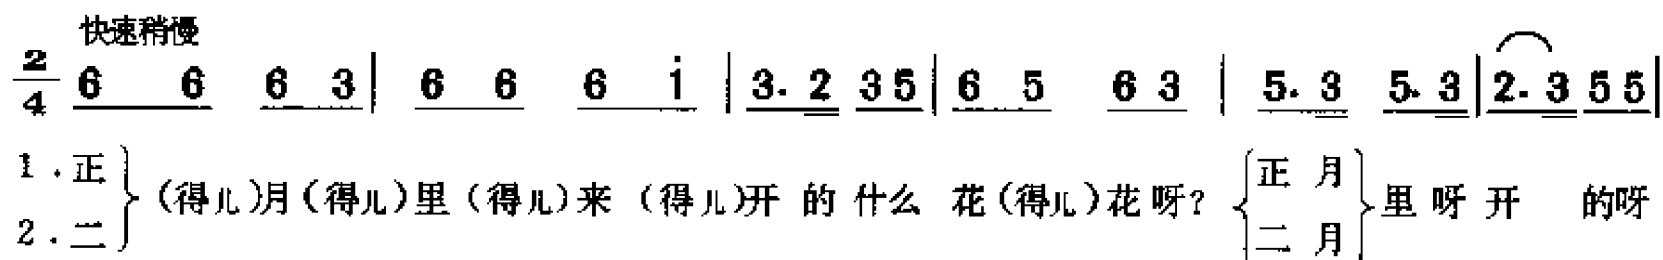 快速稍慢
2/4 6 6 6 3 | 6 6 6 i | 3. 2 3 5 | 6 5 6 3 | 5. 3 5. 3 | 2. 3 5 5 |
1.正
(得儿)月(得儿)里(得儿)来(得儿)开的什么花(得儿)花呀? 正月 里呀开 的呀
2.二 二月